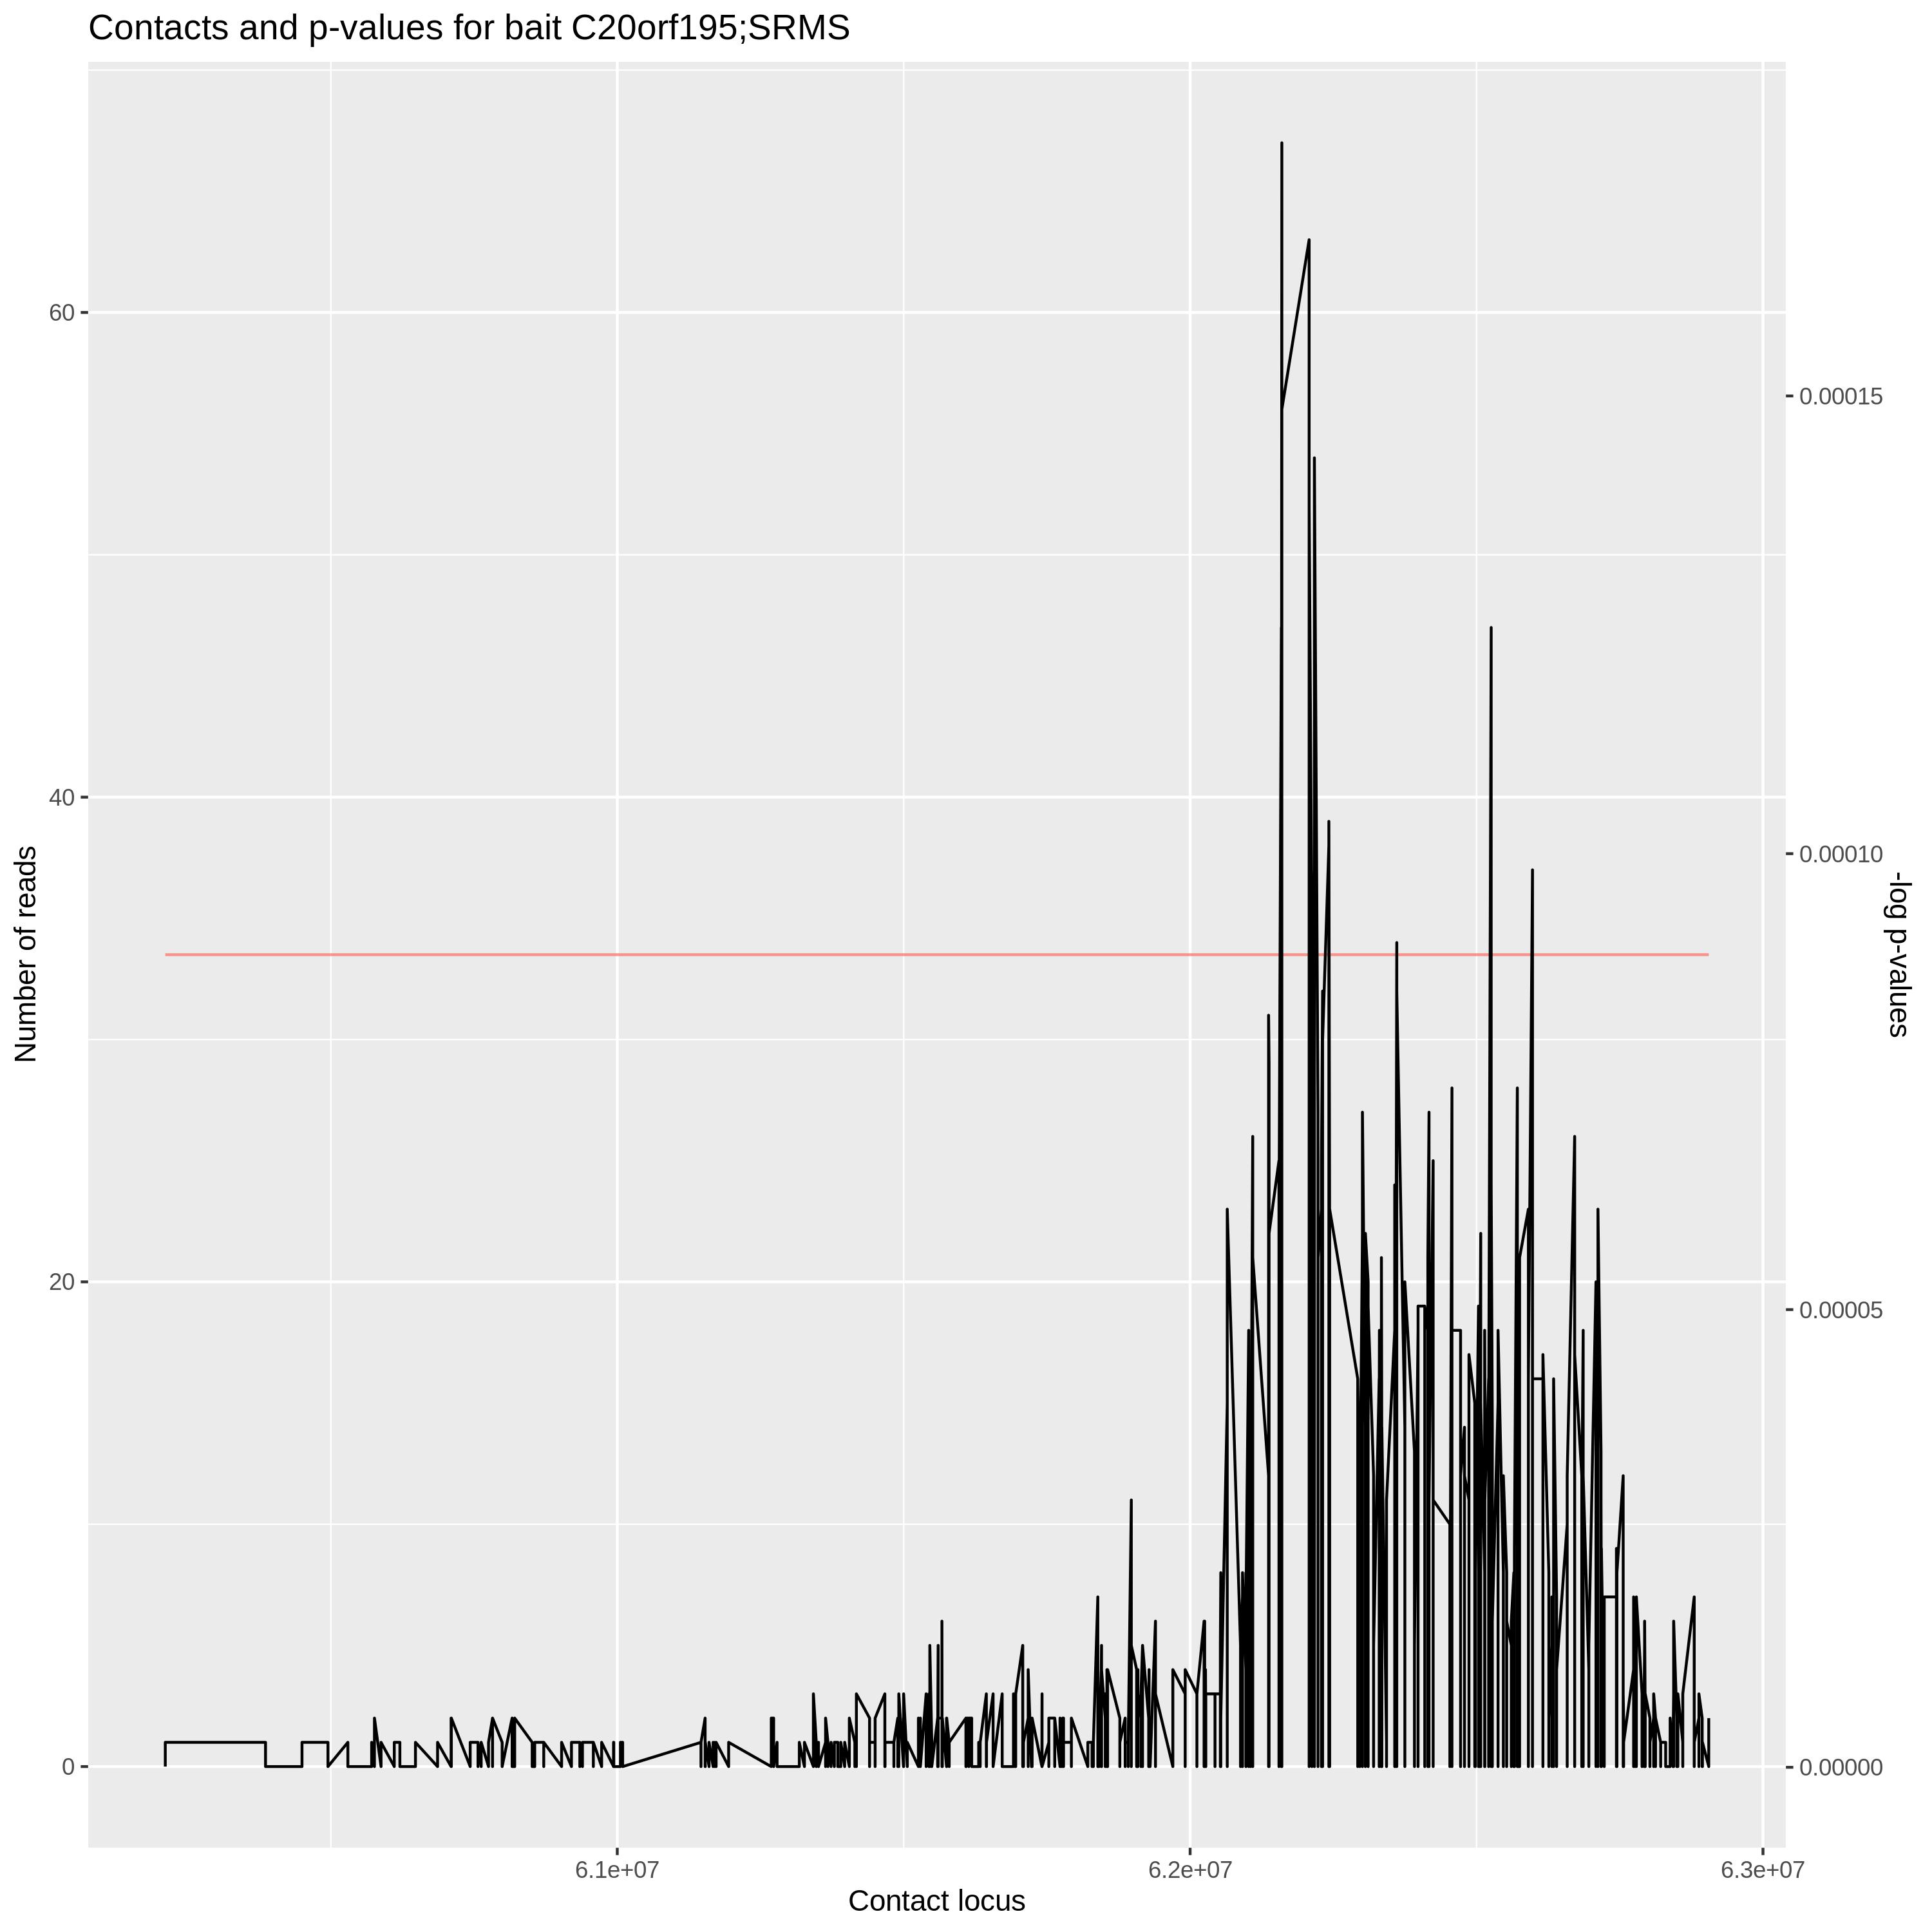 Contacts and p-values for bait C20orf195;SRMS
60
40
20
0
Number of reads
0.00015
0.00010
0.00005
0.00000
-log p-values
6.1e+07
6.2e+07
6.3e+07
Contact locus